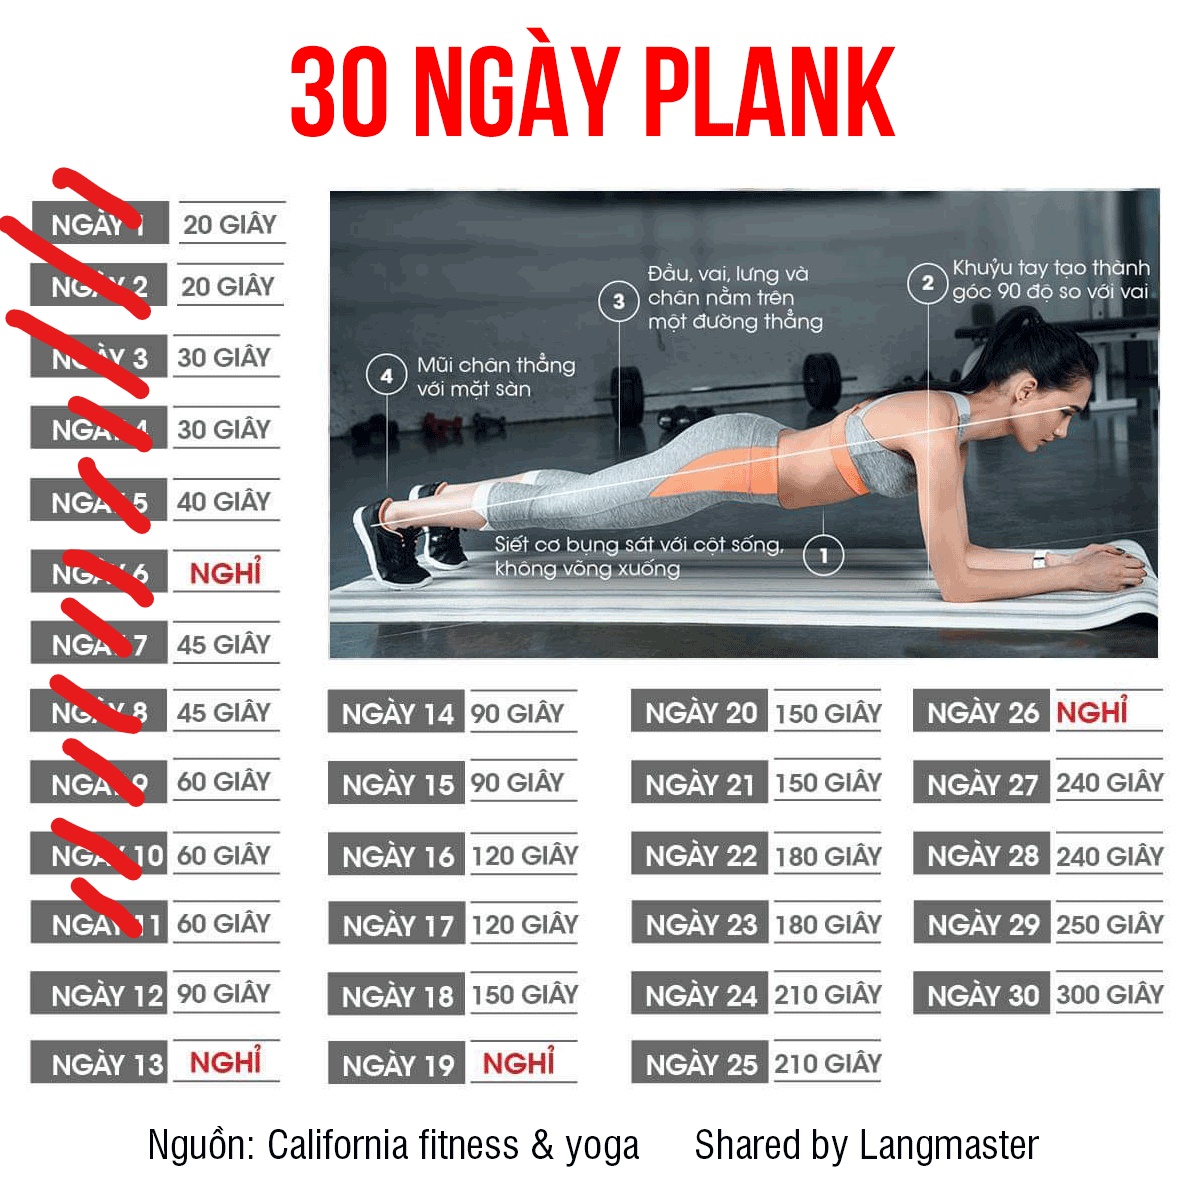 30 NGÀY PLANK
NGÀY 1 20 GIÂY
NGÀY 2 20 GIÂY
NGÀY 3 30 GIÂY
NGÀY 4 30 GIÂY
NGÀY 5 40 GIÂY
NGÀY 6 NGHỈ
NGÀY 7 45 GIÂY
NGÀY 8 45 GIÂY
NGÀY 9 60 GIÂY
NGÀY 10 60 GIÂY
NGÀY 11 60 GIÂY
NGÀY 12 90 GIÂY
NGÀY 13 NGHỈ
4 Mũi chân thẳng
với mặt sàn
3 Đầu, vai, lưng và
chân nằm trên
một đường thẳng
2 Khuỷu tay tạo thành
góc 90 độ so với vai
Siết cơ bụng sát với cột sống,
không võng xuống
1
NGÀY 14 90 GIÂY
NGÀY 15 90 GIÂY
NGÀY 16 120 GIÂY
NGÀY 17 120 GIÂY
NGÀY 18 150 GIÂY
NGÀY 19 NGHỈ
NGÀY 20 150 GIÂY
NGÀY 21 150 GIÂY
NGÀY 22 180 GIÂY
NGÀY 23 180 GIÂY
NGÀY 24 210 GIÂY
NGÀY 25 210 GIÂY
NGÀY 26 NGHỈ
NGÀY 27 240 GIÂY
NGÀY 28 240 GIÂY
NGÀY 29 250 GIÂY
NGÀY 30 300 GIÂY
Nguồn: California fitness & yoga Shared by Langmaster